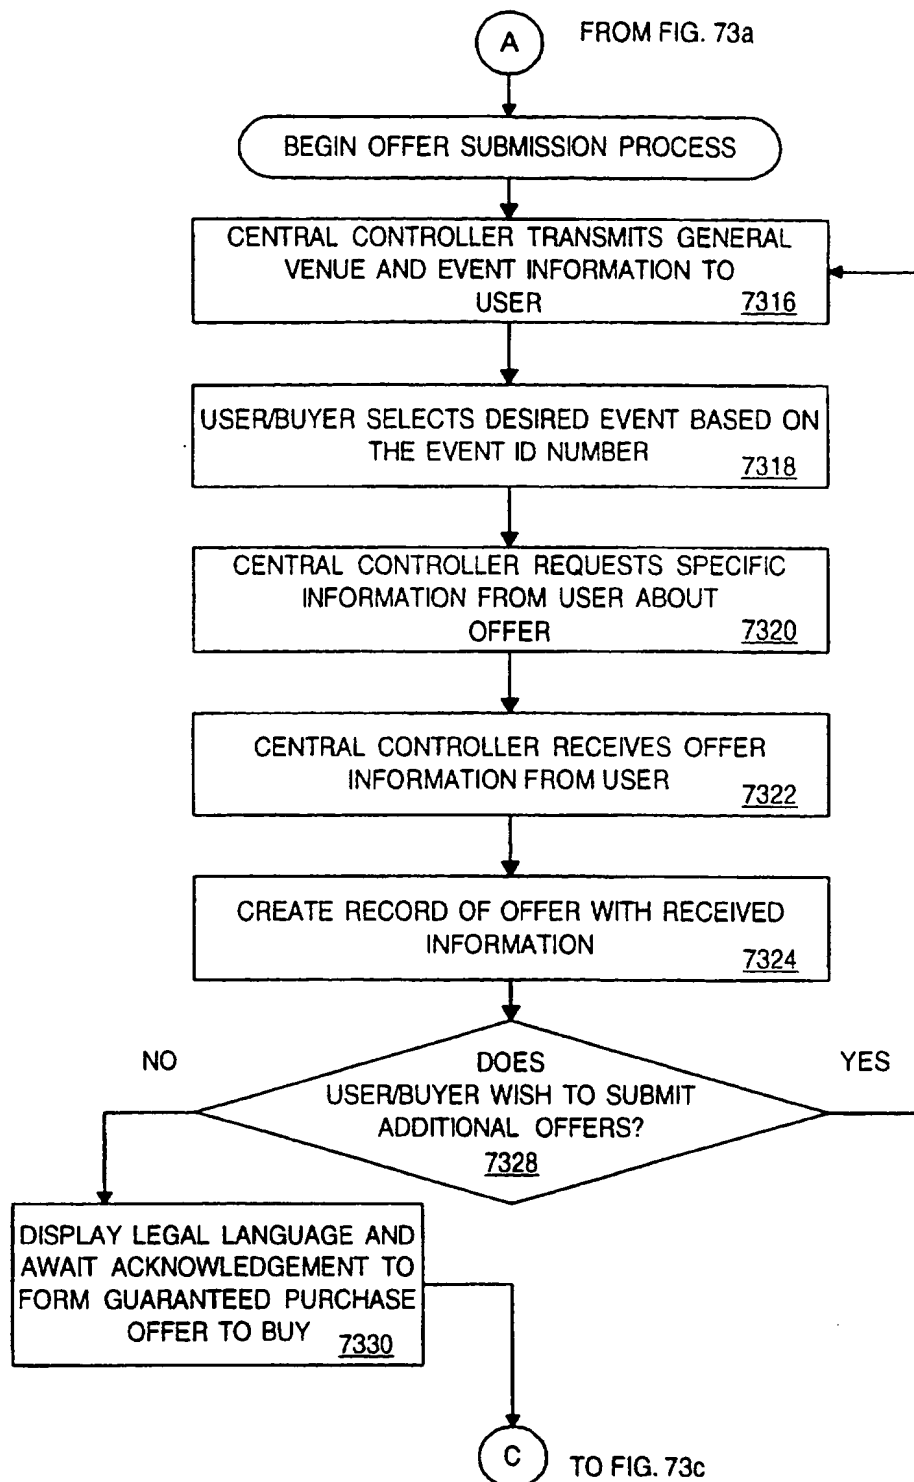 A
FROM FIG. 73a
BEGIN OFFER SUBMISSION PROCESS
CENTRAL CONTROLLER TRANSMITS GENERAL
VENUE AND EVENT INFORMATION TO
USER
7316
USER/BUYER SELECTS DESIRED EVENT BASED ON
THE EVENT ID NUMBER
7318
CENTRAL CONTROLLER REQUESTS SPECIFIC
INFORMATION FROM USER ABOUT
OFFER
7320
CENTRAL CONTROLLER RECEIVES OFFER
INFORMATION FROM USER
7322
CREATE RECORD OF OFFER WITH RECEIVED
INFORMATION
7324
NO
DOES
USER/BUYER WISH TO SUBMIT
ADDITIONAL OFFERS?
7328
YES
DISPLAY LEGAL LANGUAGE AND
AWAIT ACKNOWLEDGEMENT TO
FORM GUARANTEED PURCHASE
OFFER TO BUY
7330
C
TO FIG. 73c